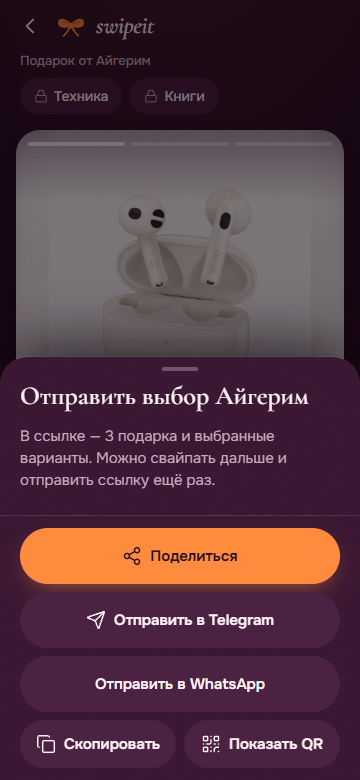 swipeit
Подарок от Айгерим
Техника
Книги
Отправить выбор Айгерим
В ссылке — 3 подарка и выбранные
варианты. Можно свайпать дальше и
отправить ссылку ещё раз.
Поделиться
Отправить в Telegram
Отправить в WhatsApp
Скопировать
Показать QR